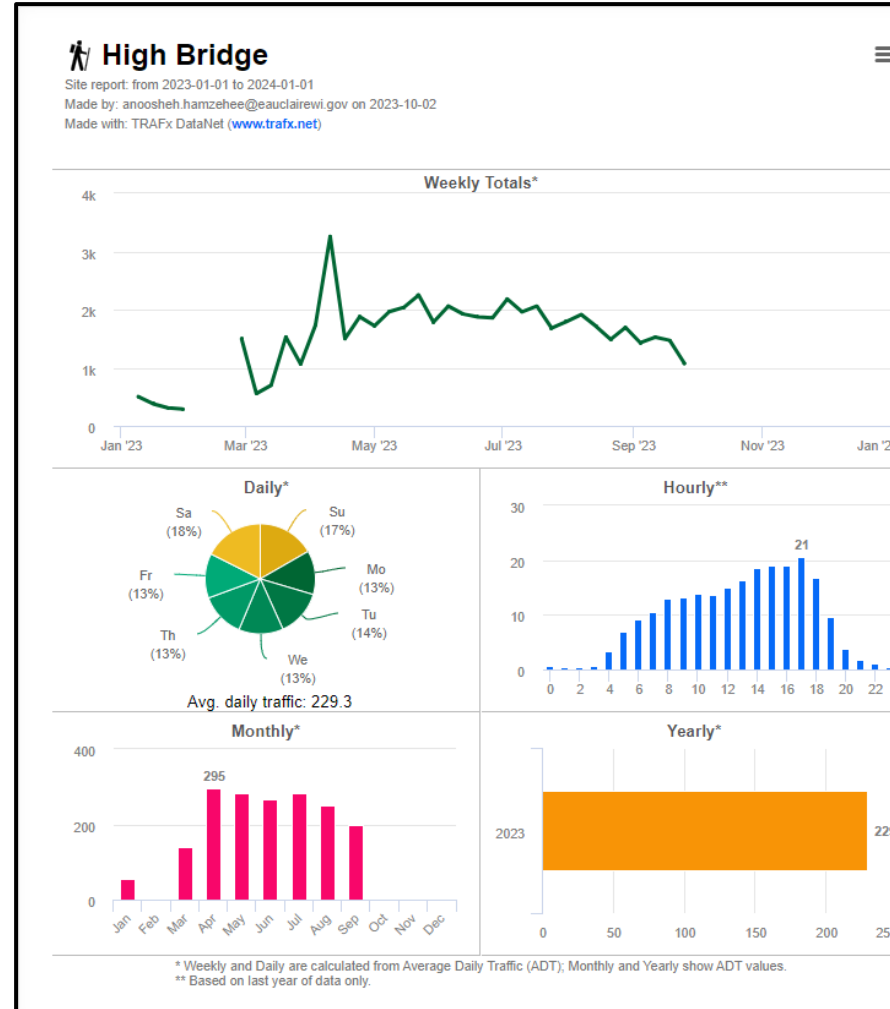 High Bridge
Site report: from 2023-01-01 to 2024-01-01
Made by: anoosheh.hamzehee@eauclairewi.gov on 2023-10-02
Made with: TRAFx DataNet (www.trafx.net)
Weekly Totals*
4k
3k
2k
1k
0
Jan '23 Mar '23 May '23 Jul '23 Sep '23 Nov '23 Jan '2
Daily*
Sa
(18%)
Su
(17%)
Fr
(13%)
Mo
(13%)
Tu
(14%)
Th
(13%)
We
(13%)
Avg. daily traffic: 229.3
Hourly**
30
21
20
10
0
0 2 4 6 8 10 12 14 16 18 20 22
Monthly*
400
295
200
0
Jan Feb Mar Apr May Jun Jul Aug Sep Oct Nov Dec
Yearly*
2023
229
0 50 100 150 200 25
* Weekly and Daily are calculated from Average Daily Traffic (ADT); Monthly and Yearly show ADT values.
** Based on last year of data only.